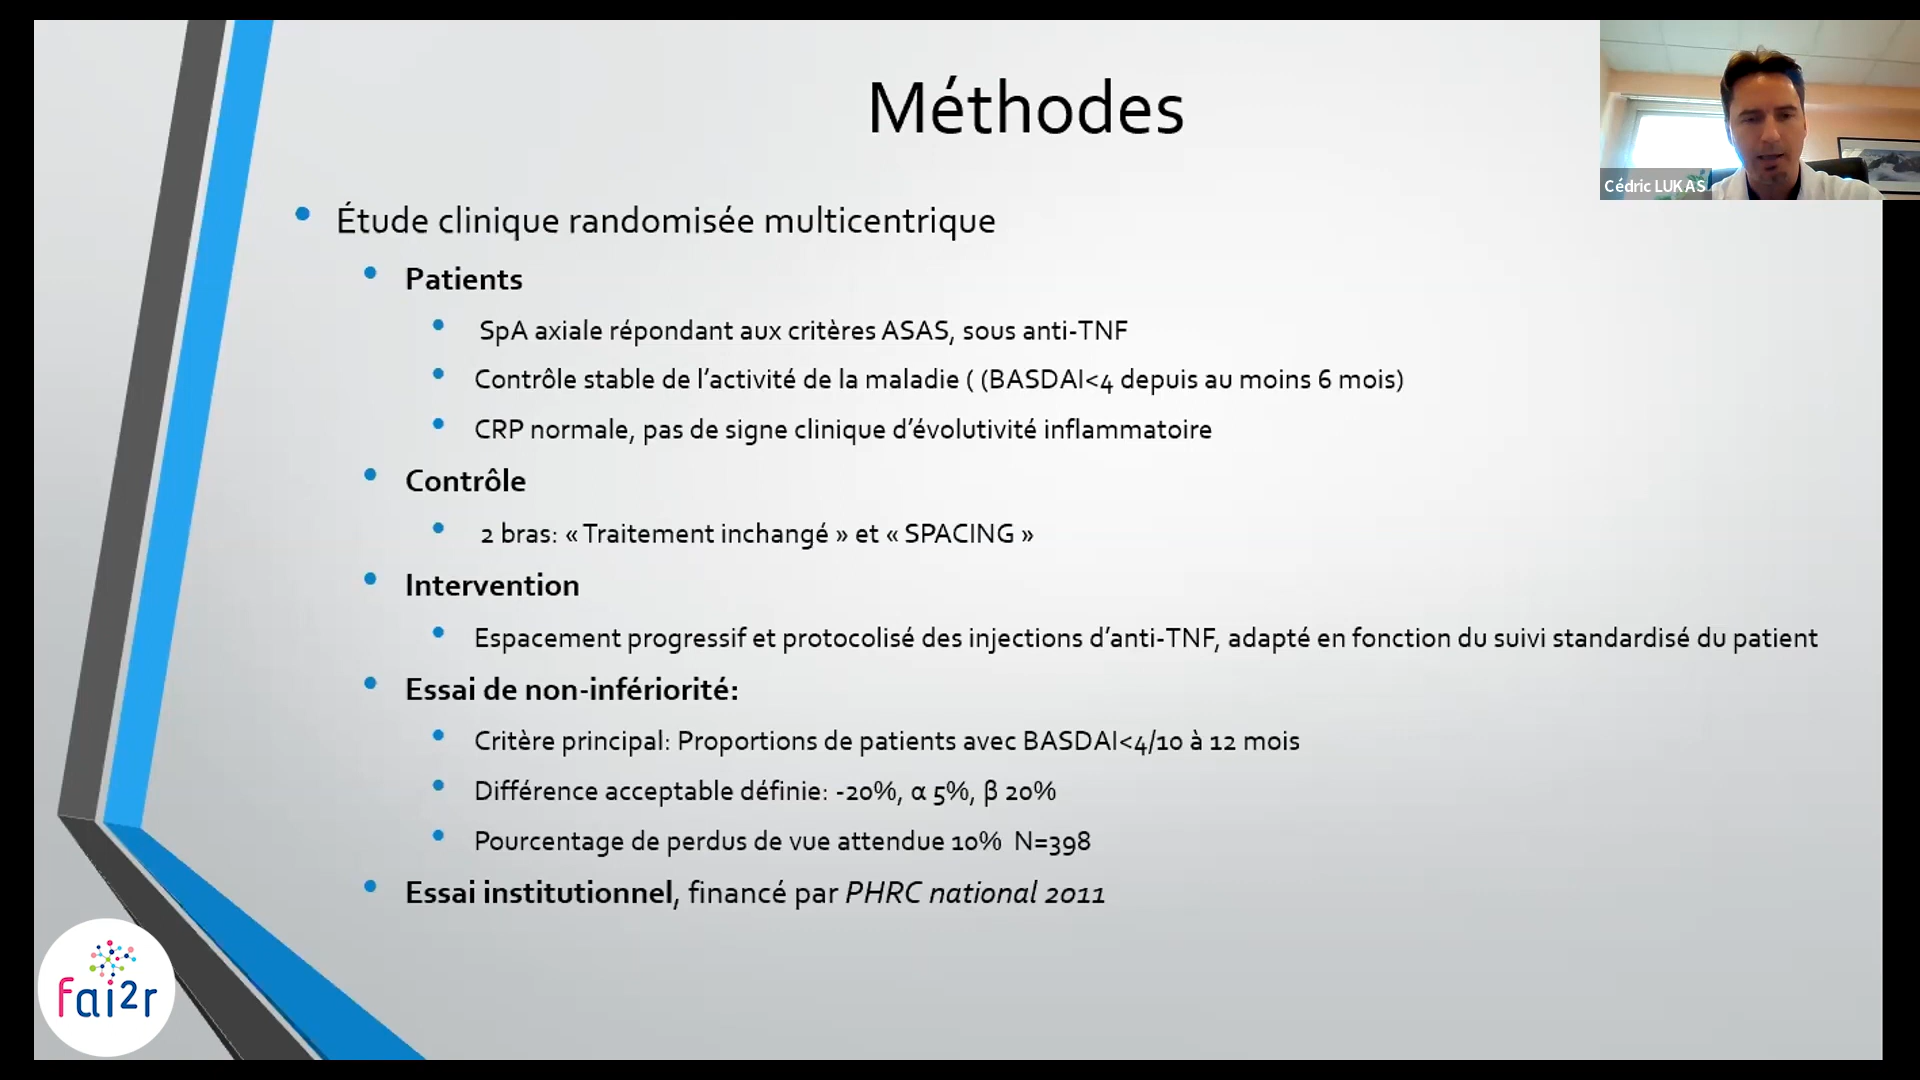 Méthodes
Cédric LUKAS
Étude clinique randomisée multicentrique
Patients
SpA axiale répondant aux critères ASAS, sous anti-TNF
Contrôle stable de l’activité de la maladie ( (BASDAI<4 depuis au moins 6 mois)
CRP normale, pas de signe clinique d’évolutivité inflammatoire
Contrôle
2 bras: « Traitement inchangé » et « SPACING »
Intervention
Espacement progressif et protocolisé des injections d’anti-TNF, adapté en fonction du suivi standardisé du patient
Essai de non-infériorité:
Critère principal: Proportions de patients avec BASDAI<4/10 à 12 mois
Différence acceptable définie: -20%, α 5%, β 20%
Pourcentage de perdus de vue attendue 10% N=398
Essai institutionnel, financé par PHRC national 2011
fai2r